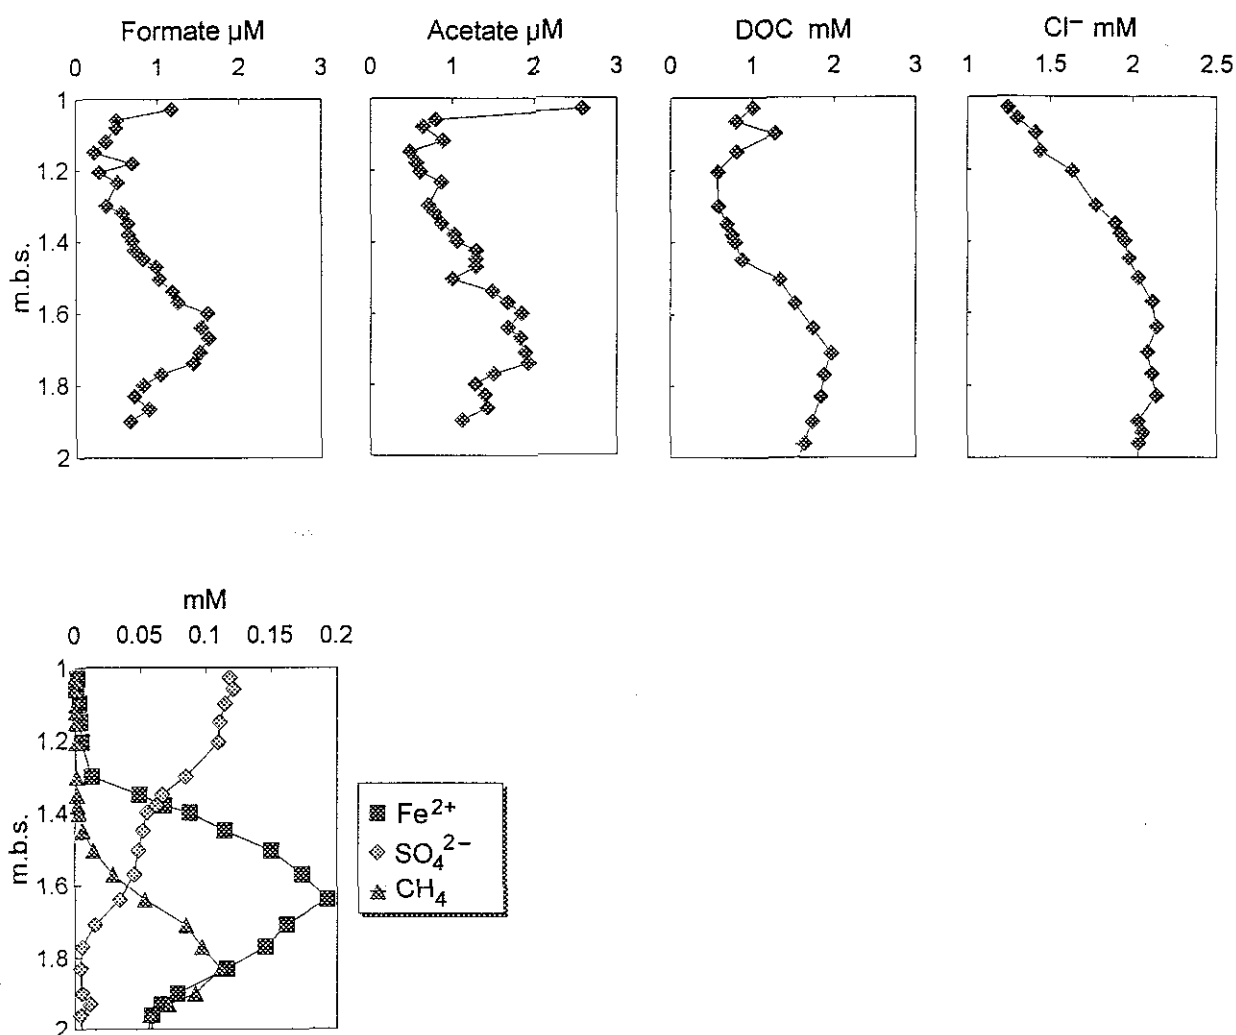 Formate µM
Acetate µM
DOC mM
Cl⁻ mM
0 1 2 3
0 1 2 3
0 1 2 3
1 1.5 2 2.5
1
1.2
1.4
1.6
1.8
2
m.b.s.
mM
0 0.05 0.1 0.15 0.2
1
1.2
1.4
1.6
1.8
2
m.b.s.
Fe²⁺
SO₄²⁻
CH₄